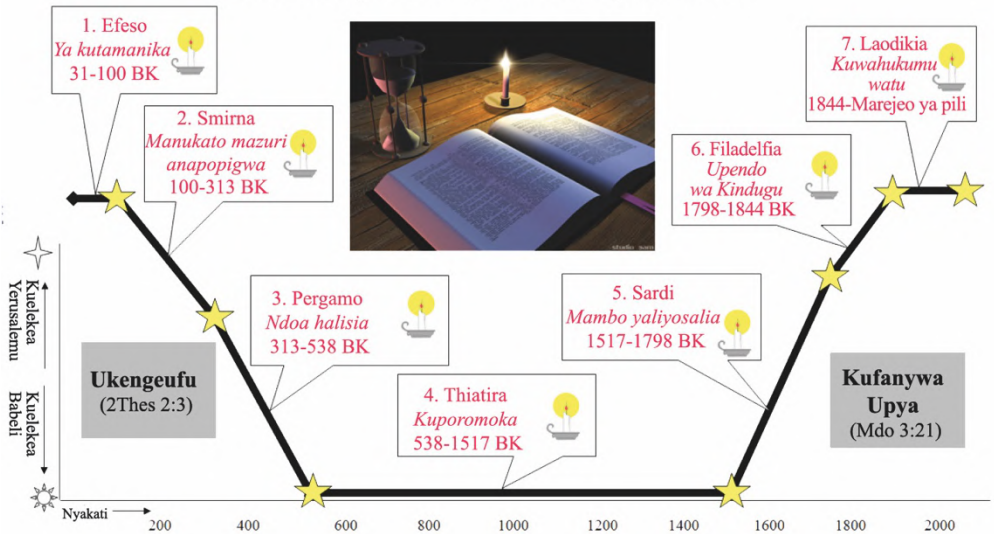 1. Efeso
Ya kutamanika
31-100 BK
2. Smirna
Manukato mazuri
anapopigwa
100-313 BK
3. Pergamo
Ndoa halisia
313-538 BK
4. Thiatira
Kuporomoka
538-1517 BK
5. Sardi
Mambo yaliyosalia
1517-1798 BK
6. Filadelfia
Upendo
wa Kindugu
1798-1844 BK
7. Laodikia
Kuwahukumu
watu
1844-Marejeo ya pili
Kuelekea
Yerusalemu
Kuelekea
Babeli
Ukengeufu
(2Thes 2:3)
Kufanywa
Upya
(Mdo 3:21)
Nyakati
200 400 600 800 1000 1200 1400 1600 1800 2000